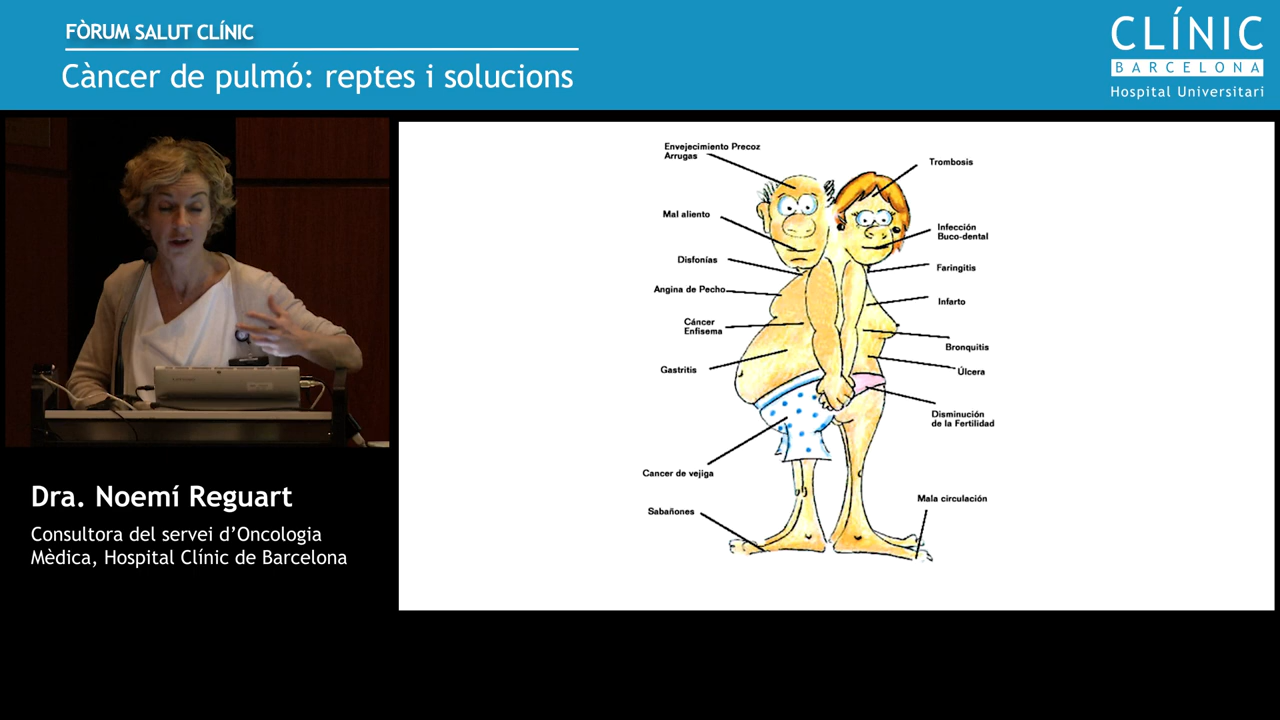 FÒRUM SALUT CLÍNIC
Càncer de pulmó: reptes i solucions
CLÍNIC
BARCELONA
Hospital Universitari
Envejecimiento Precoz
Arrugas
Trombosis
Mal aliento
Infección
Buco-dental
Disfonías
Faringitis
Angina de Pecho
Infarto
Cáncer
Enfisema
Bronquitis
Gastritis
Úlcera
Disminución
de la Fertilidad
Cancer de vejiga
Mala circulación
Sabañones
Dra. Noemí Reguart
Consultora del servei d’Oncologia
Mèdica, Hospital Clínic de Barcelona